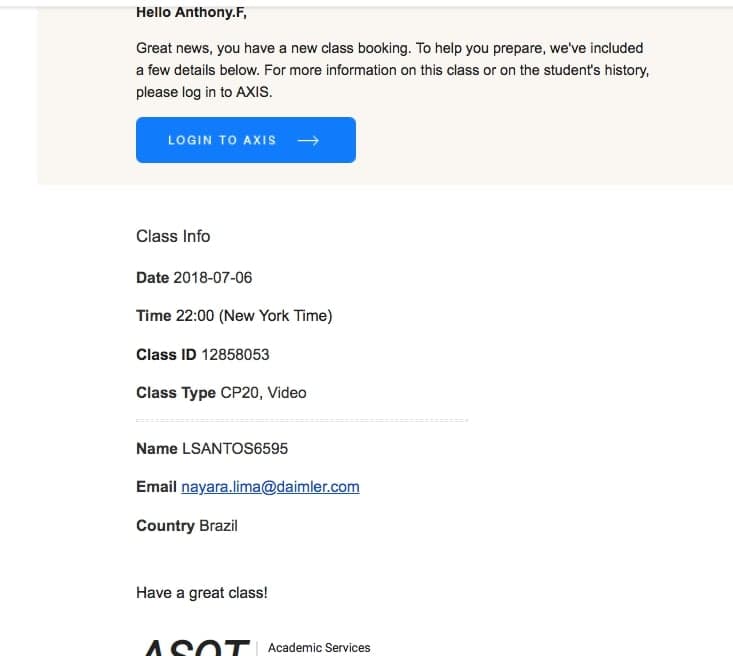 Hello Anthony.F,
Great news, you have a new class booking. To help you prepare, we've included
a few details below. For more information on this class or on the student's history,
please log in to AXIS.
LOGIN TO AXIS
Class Info
Date 2018-07-06
Time 22:00 (New York Time)
Class ID 12858053
Class Type CP20, Video
Name LSANTOS6595
Email nayara.lima@daimler.com
Country Brazil
Have a great class!
Academic Services